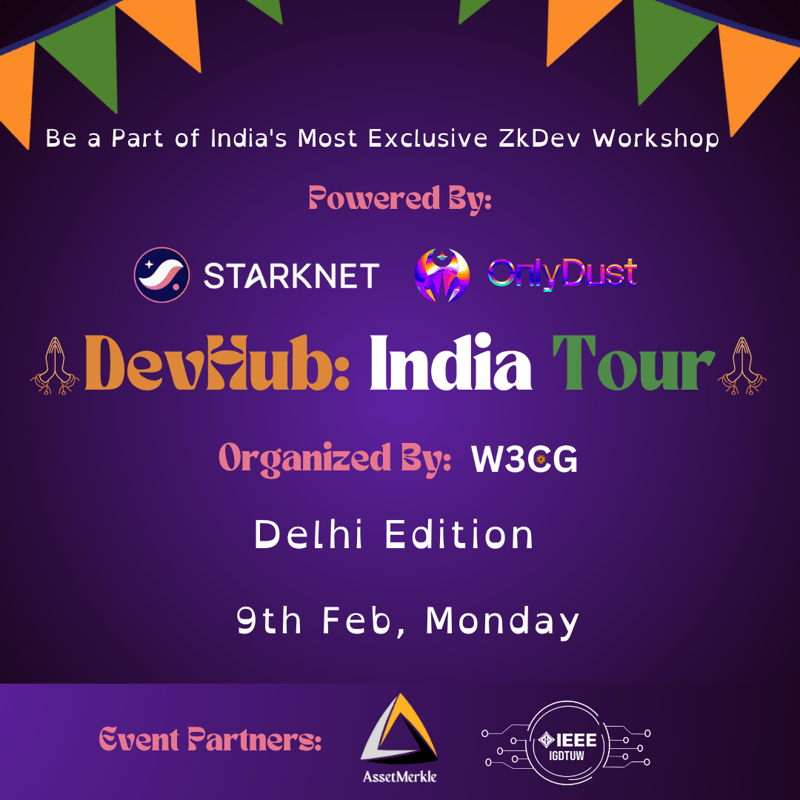 Be a Part of India's Most Exclusive ZkDev Workshop
Powered By:
STARKNET OnlyDust
DevHub: India Tour
Organized By: W3CG
Delhi Edition
9th Feb, Monday
Event Partners:
AssetMerkle
IEEE
IGDTUW